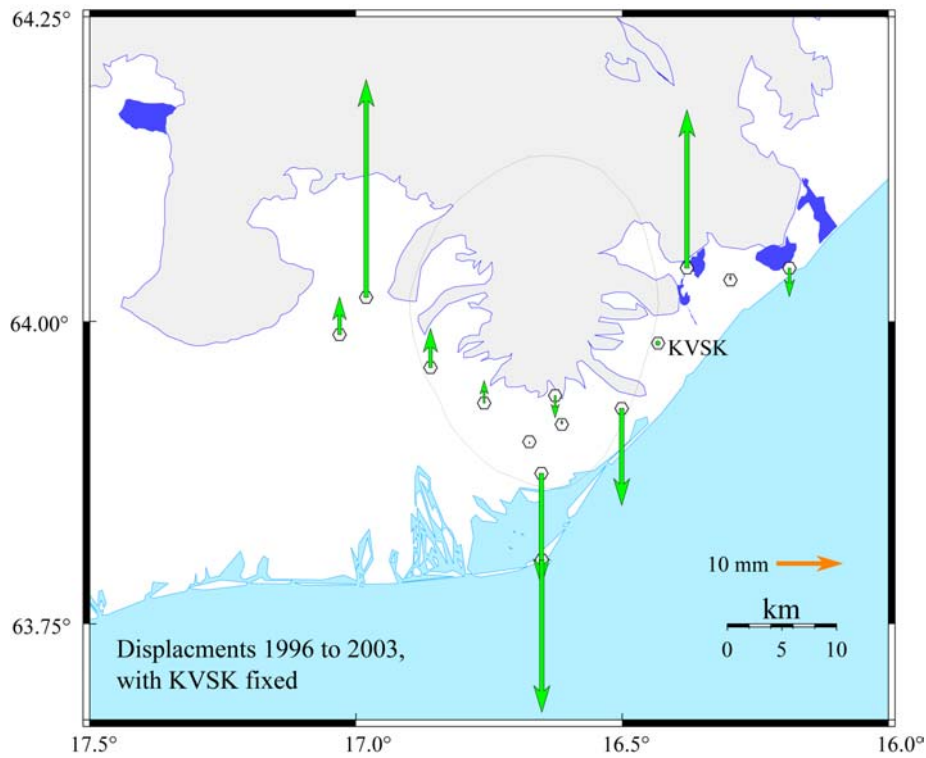 64.25°
64.00°
KVSK
10 mm
km
63.75°
0 5 10
Displacments 1996 to 2003,
with KVSK fixed
17.5° 17.0° 16.5° 16.0°